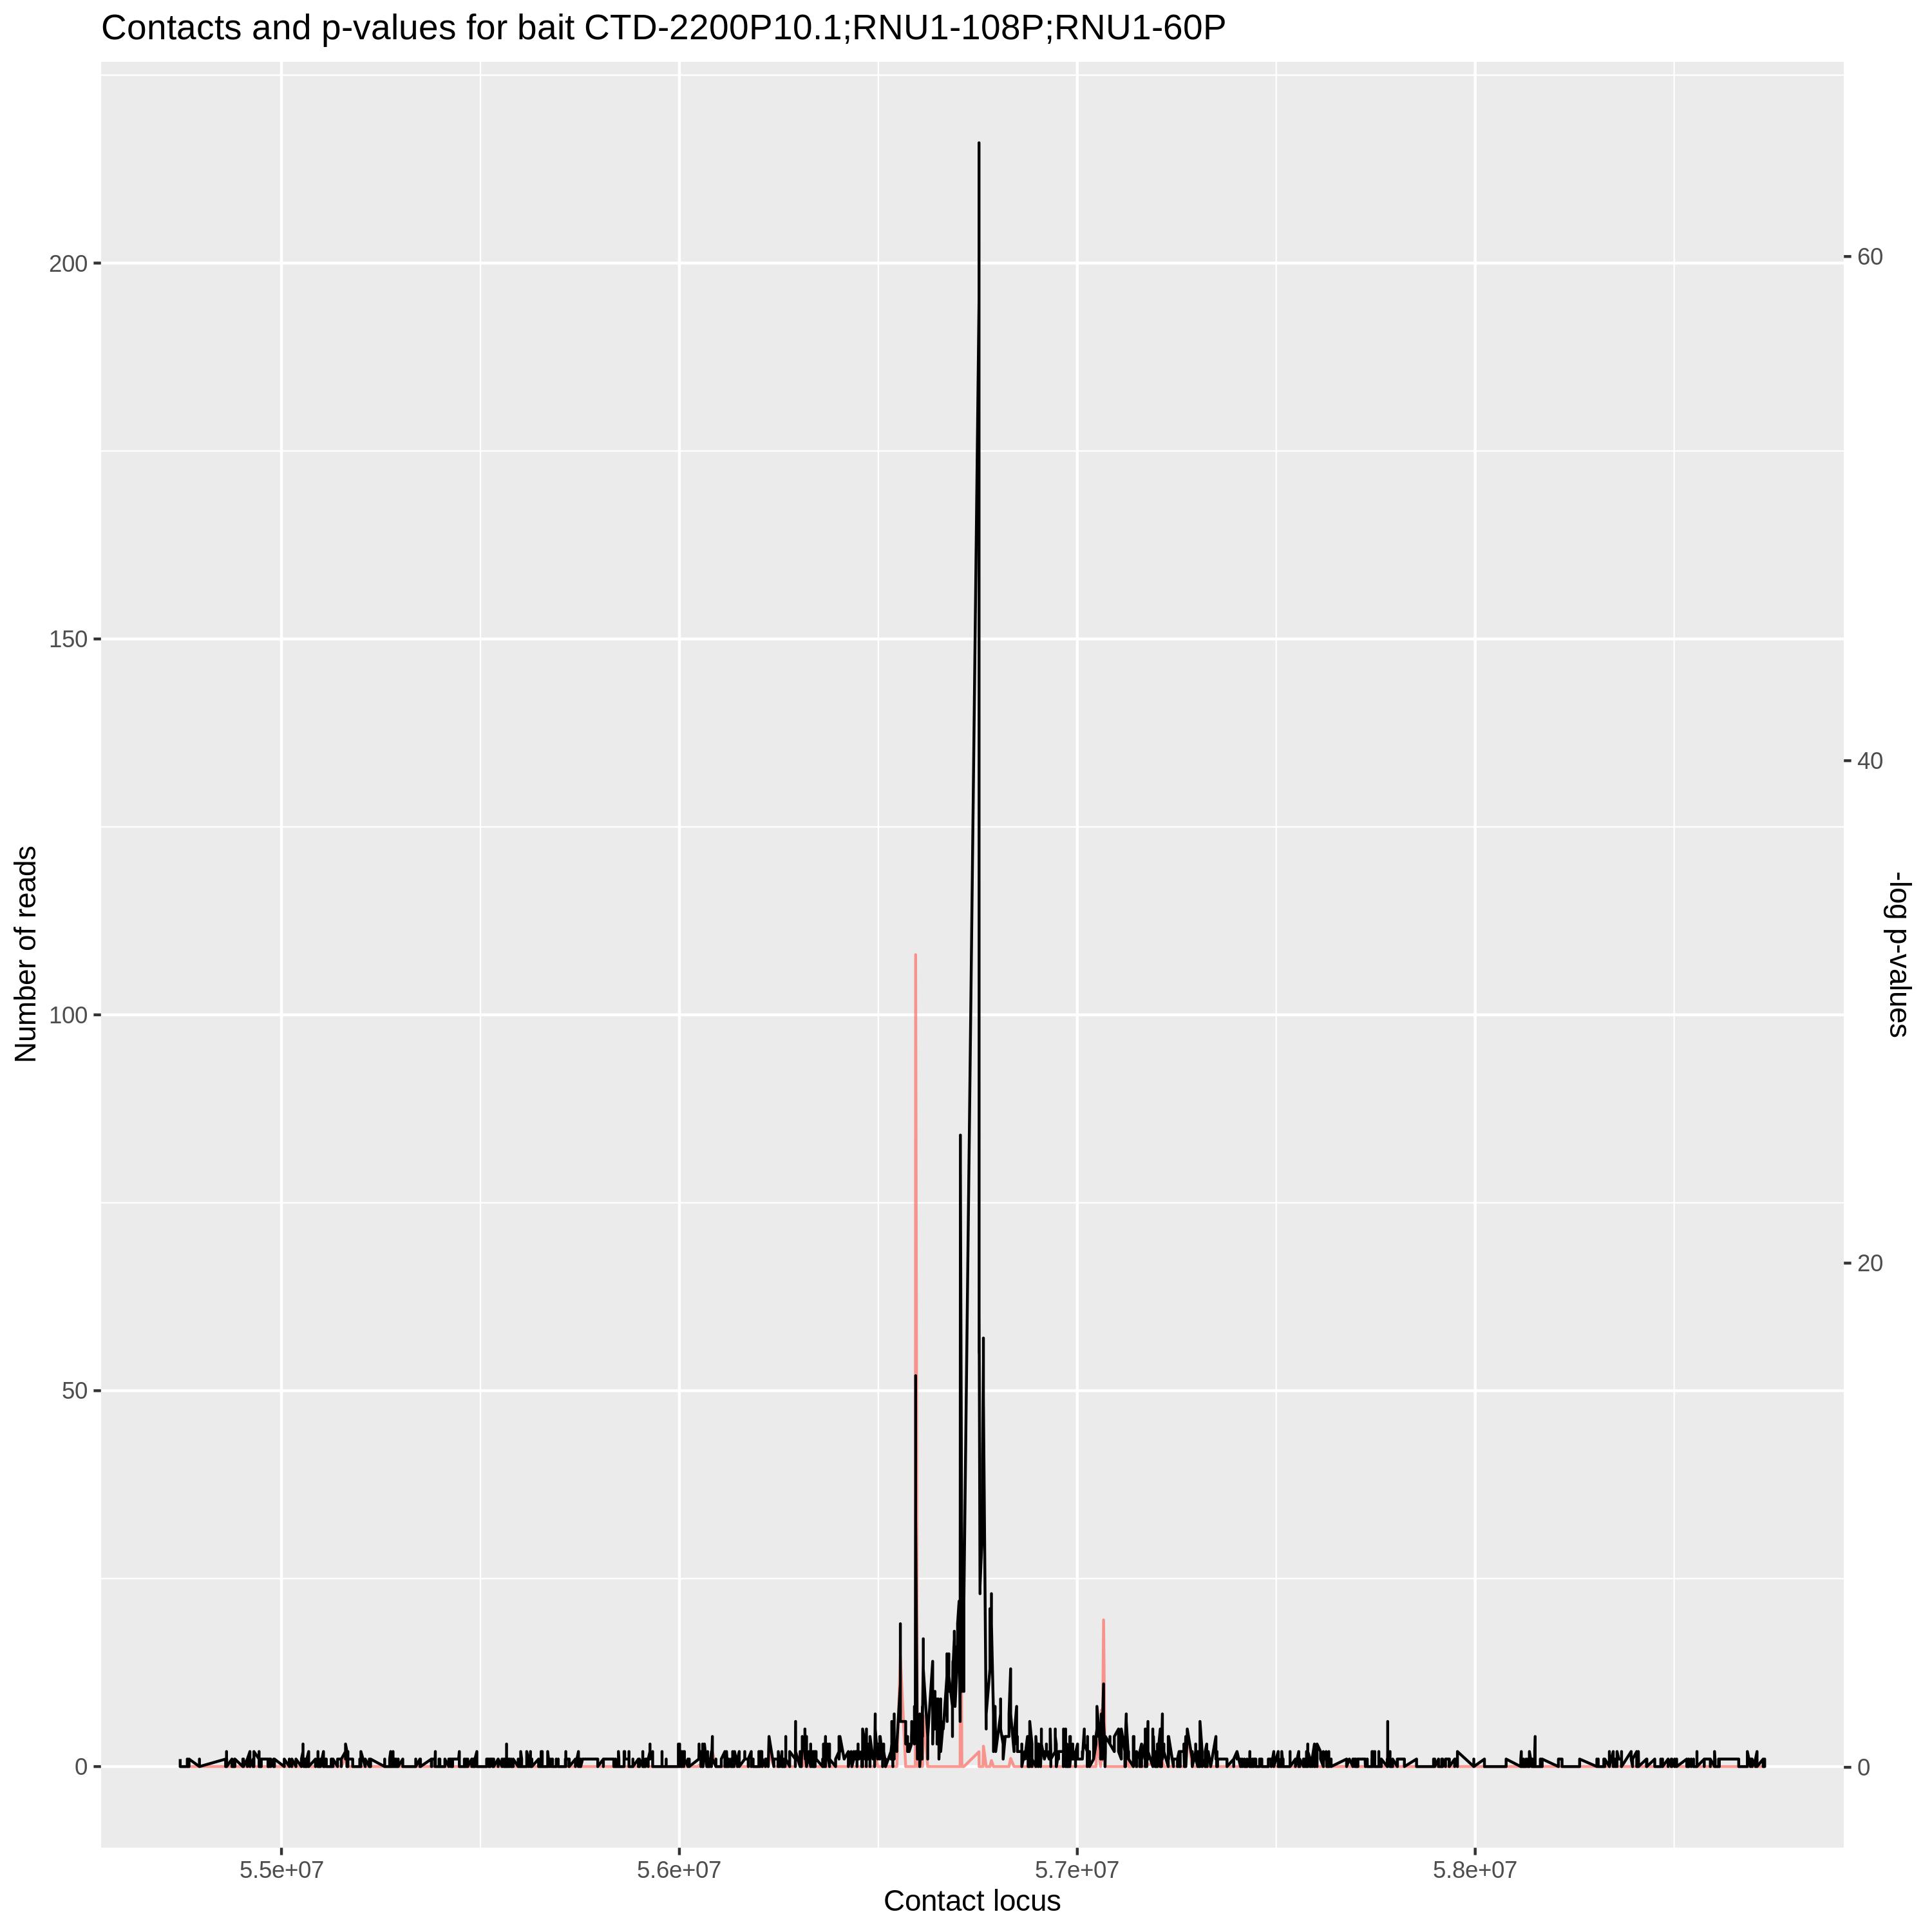 Contacts and p-values for bait CTD-2200P10.1;RNU1-108P;RNU1-60P
200
150
100
50
0
60
40
20
0
Number of reads
-log p-values
5.5e+07 5.6e+07 5.7e+07 5.8e+07
Contact locus